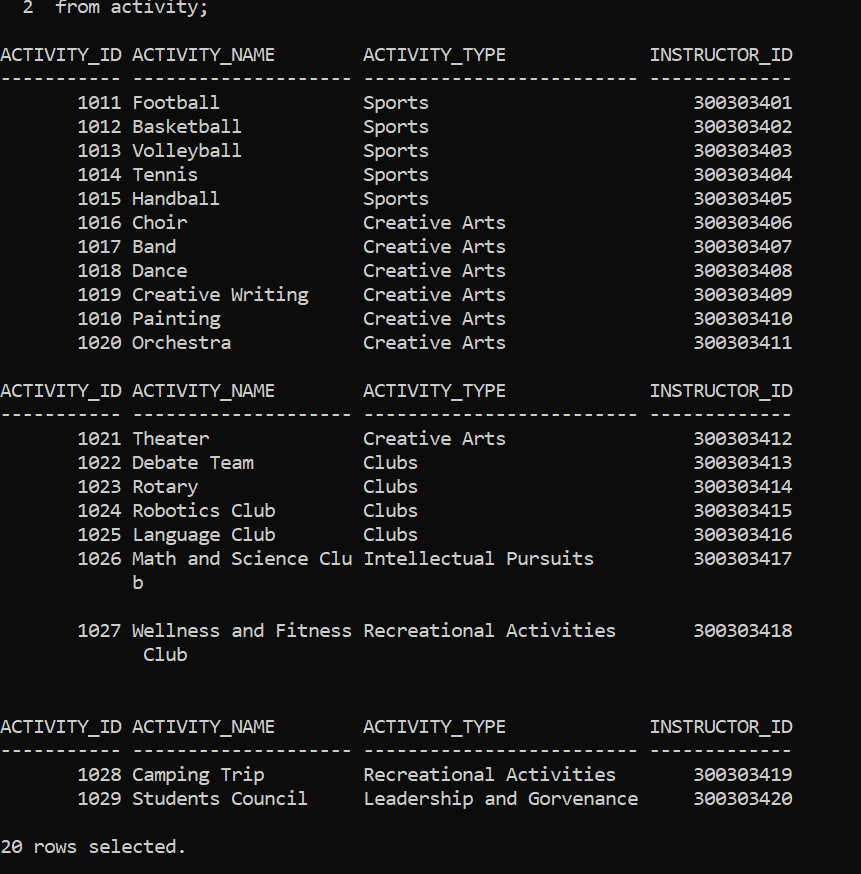 2  from activity;
ACTIVITY_ID ACTIVITY_NAME        ACTIVITY_TYPE             INSTRUCTOR_ID
----------- -------------------- ------------------------- -------------
       1011 Football             Sports                        300303401
       1012 Basketball           Sports                        300303402
       1013 Volleyball           Sports                        300303403
       1014 Tennis               Sports                        300303404
       1015 Handball             Sports                        300303405
       1016 Choir                Creative Arts                 300303406
       1017 Band                 Creative Arts                 300303407
       1018 Dance                Creative Arts                 300303408
       1019 Creative Writing     Creative Arts                 300303409
       1010 Painting             Creative Arts                 300303410
       1020 Orchestra            Creative Arts                 300303411
ACTIVITY_ID ACTIVITY_NAME        ACTIVITY_TYPE             INSTRUCTOR_ID
----------- -------------------- ------------------------- -------------
       1021 Theater              Creative Arts                 300303412
       1022 Debate Team          Clubs                         300303413
       1023 Rotary               Clubs                         300303414
       1024 Robotics Club        Clubs                         300303415
       1025 Language Club        Clubs                         300303416
       1026 Math and Science Clu Intellectual Pursuits         300303417
            b
       1027 Wellness and Fitness Recreational Activities       300303418
             Club
ACTIVITY_ID ACTIVITY_NAME        ACTIVITY_TYPE             INSTRUCTOR_ID
----------- -------------------- ------------------------- -------------
       1028 Camping Trip         Recreational Activities       300303419
       1029 Students Council     Leadership and Gorvenance     300303420
20 rows selected.